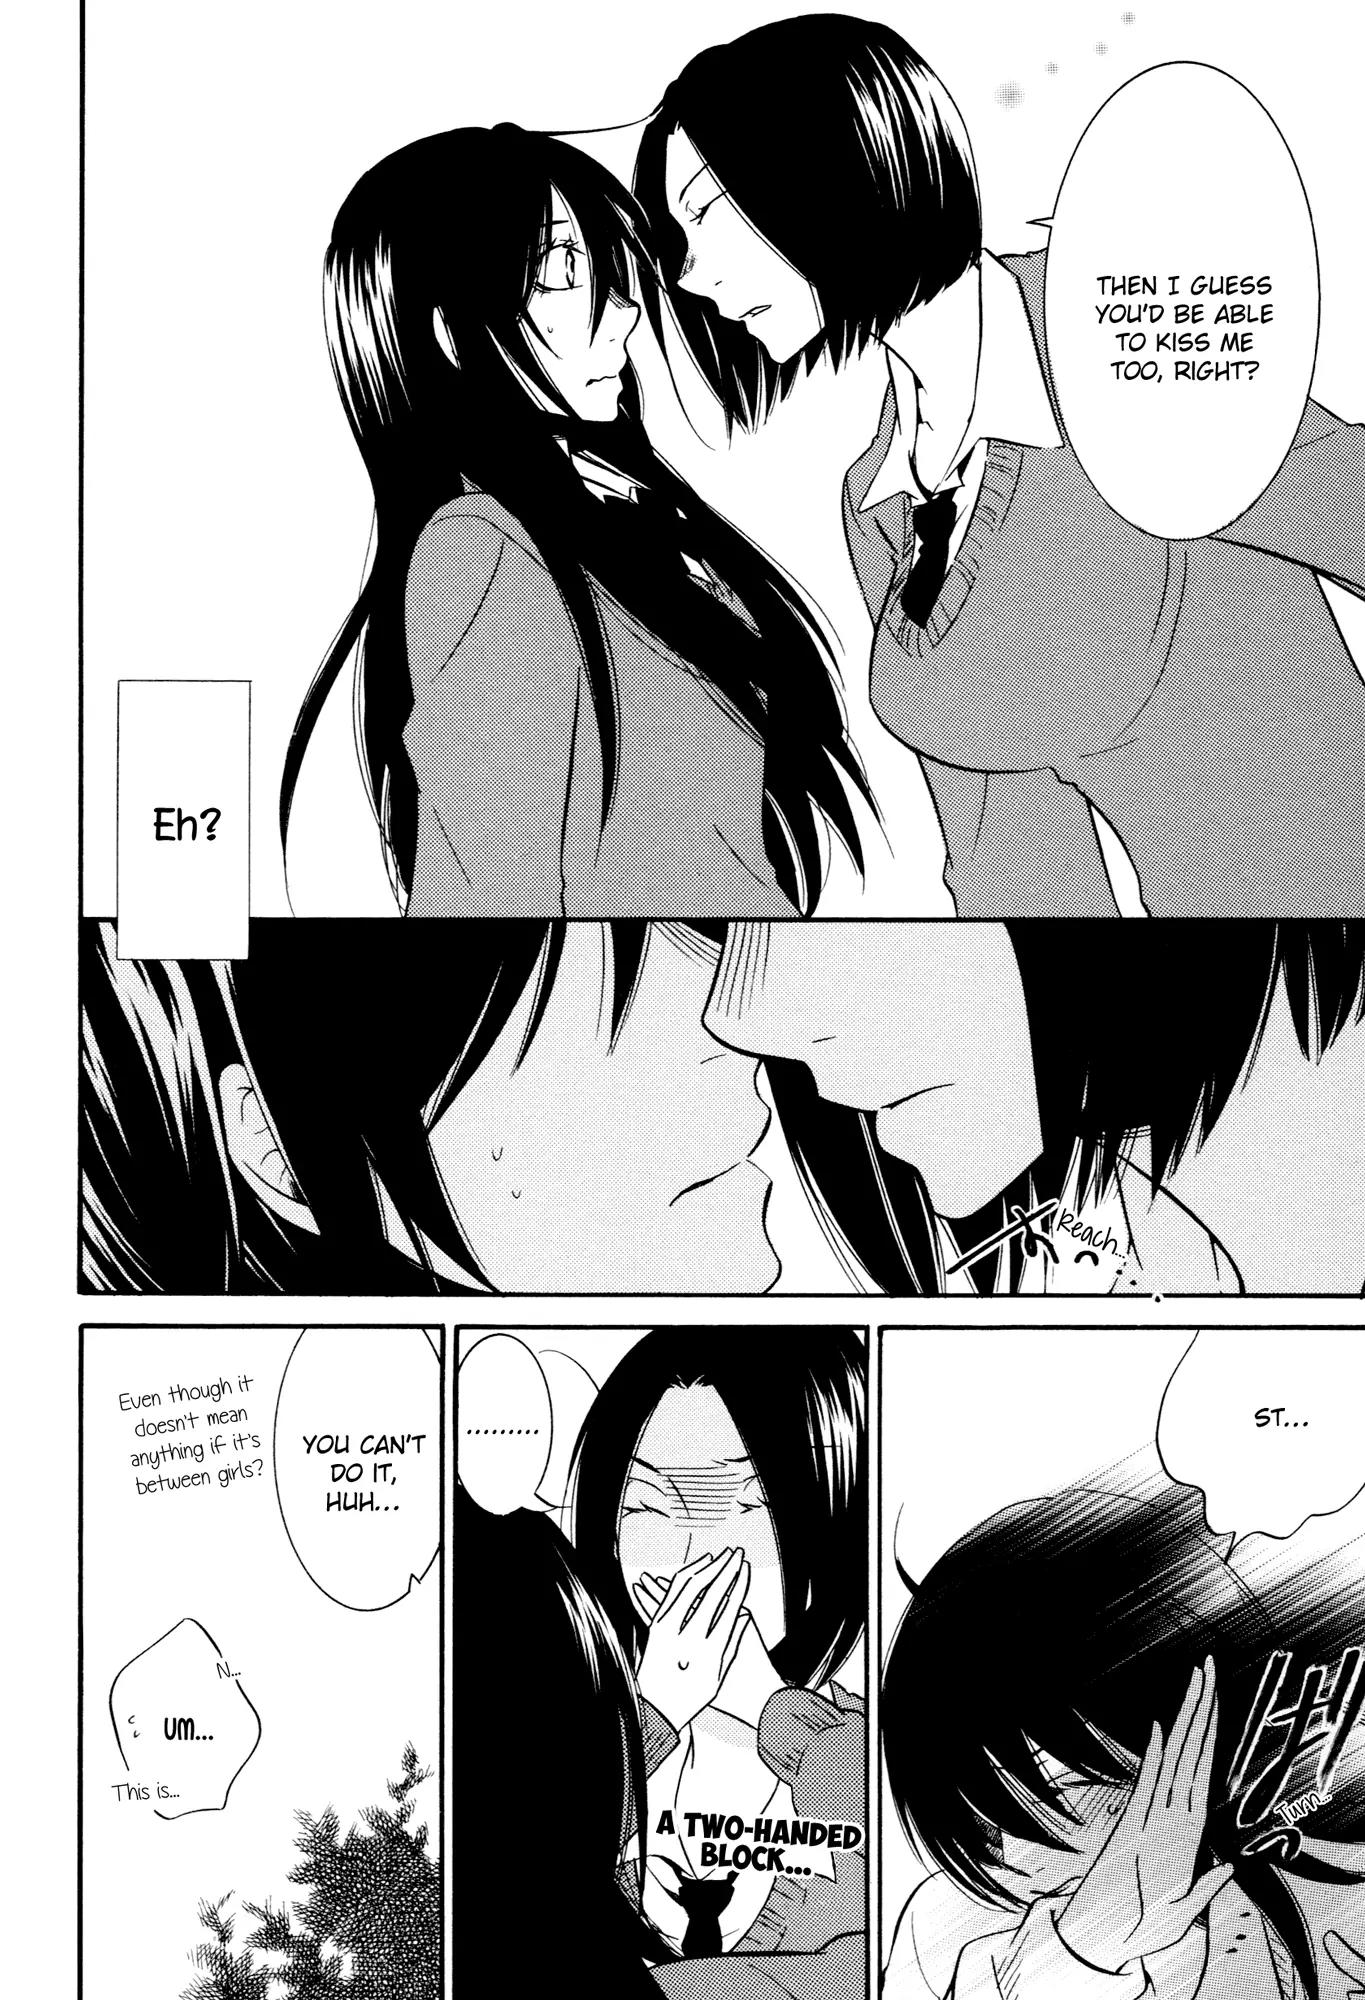 THEN I GUESS
YOU'D BE ABLE
TO KISS ME
TOO, RIGHT?
Eh?
Reach...
ST...
Turn...
.........
A TWO-HANDED
BLOCK...
YOU CAN'T
DO IT,
HUH...
Even though it
doesn't mean
anything if it's
between girls?
N...
UM...
This is...